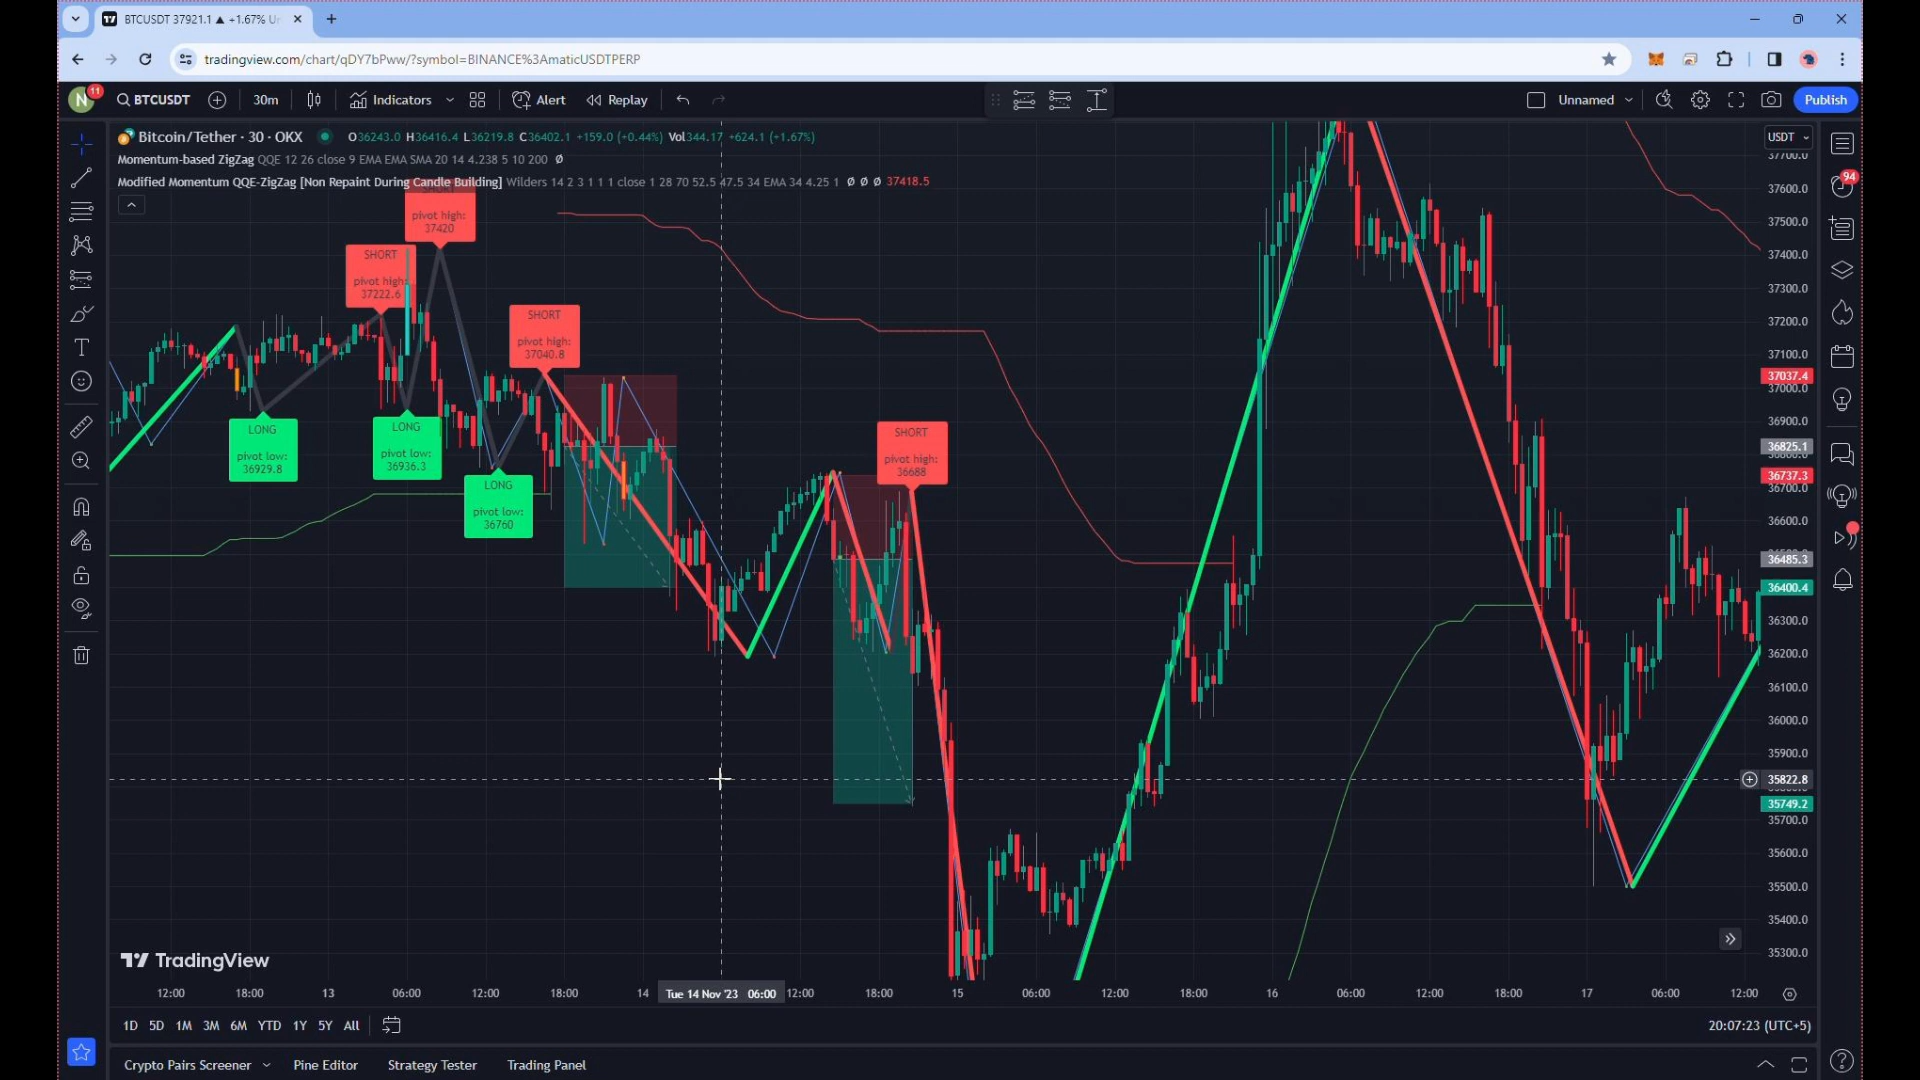 BTCUSDT 37921.1 ▲ +1.67% U
tradingview.com/chart/qDY7bPww/?symbol=BINANCE%3AmaticUSDTPERP
N
11
BTCUSDT
30m
Indicators
Alert
Replay
Unnamed
Publish
Bitcoin/Tether · 30 · OKX
O36243.0 H36416.4 L36219.8 C36402.1 +159.0 (+0.44%) Vol344.17 +624.1 (+1.67%)
USDT
Momentum-based ZigZag QQE 12 26 close 9 EMA EMA SMA 20 14 4.238 5 10 200 ø
Modified Momentum QQE-ZigZag [Non Repaint During Candle Building] Wilders 14 2 3 1 1 1 close 1 28 70 52.5 47.5 34 EMA 34 4.25 1 ø ø ø 37418.5
94
pivot high:
37420
SHORT
pivot high:
37222.6
SHORT
pivot high:
37040.8
LONG
pivot low:
36929.8
LONG
pivot low:
36936.3
LONG
pivot low:
36760
SHORT
pivot high:
36688
37700.0
37600.0
37500.0
37400.0
37300.0
37200.0
37100.0
37037.4
37000.0
36900.0
36825.1
36737.3
36700.0
36600.0
36485.3
36400.4
36300.0
36200.0
36100.0
36000.0
35900.0
35822.8
35749.2
35700.0
35600.0
35500.0
35400.0
35300.0
TradingView
12:00
18:00
13
06:00
12:00
18:00
14
Tue 14 Nov '23 06:00
12:00
18:00
15
06:00
12:00
18:00
16
06:00
12:00
18:00
17
06:00
12:00
1D 5D 1M 3M 6M YTD 1Y 5Y All
20:07:23 (UTC+5)
Crypto Pairs Screener
Pine Editor
Strategy Tester
Trading Panel